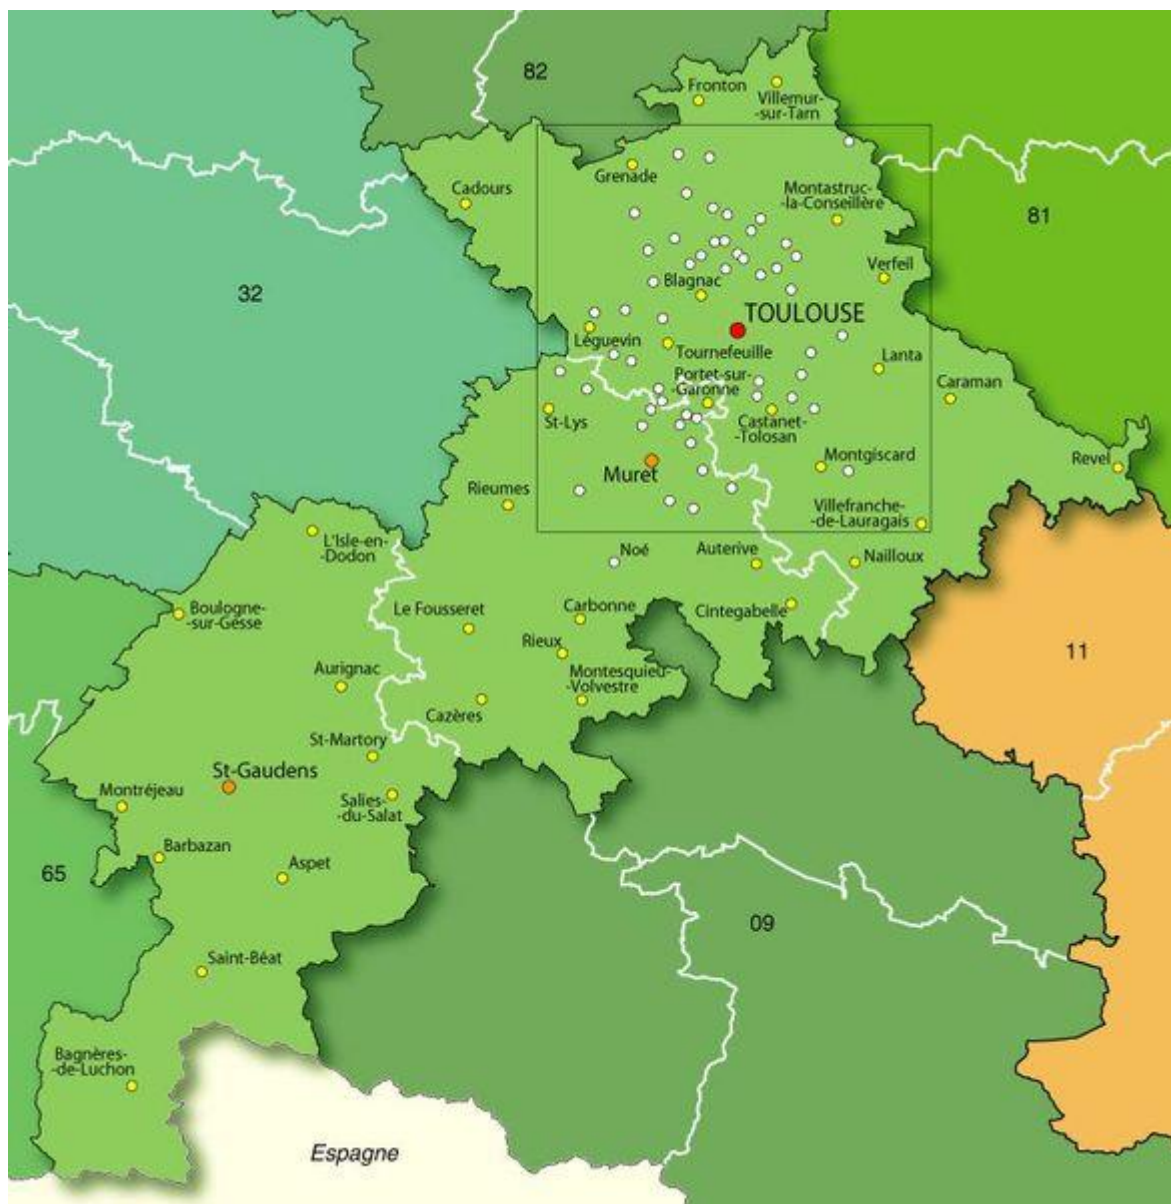 82
Fronton
Villemur-
-sur-Tarn
Grenade
Cadours
Montastruc-
-la-Conseillère
81
Verfeil
32
Blagnac
TOULOUSE
Léguevin
Tournefeuille
Lanta
Portet-sur-
-Garonne
Caraman
St-Lys
Castanet-
-Tolosan
Muret
Montgiscard
Revel
Rieumes
Villefranche-
-de-Lauragais
L'Isle-en-
-Dodon
Noé
Auterive
Nailloux
Boulogne-
-sur-Gesse
Le Fousseret
Carbonne
Cintegabelle
Rieux
11
Aurignac
Montesquieu-
-Volvestre
Cazères
St-Martory
St-Gaudens
Montréjeau
Salies-
-du-Salat
Barbazan
Aspet
65
09
Saint-Béat
Bagnères-
-de-Luchon
Espagne